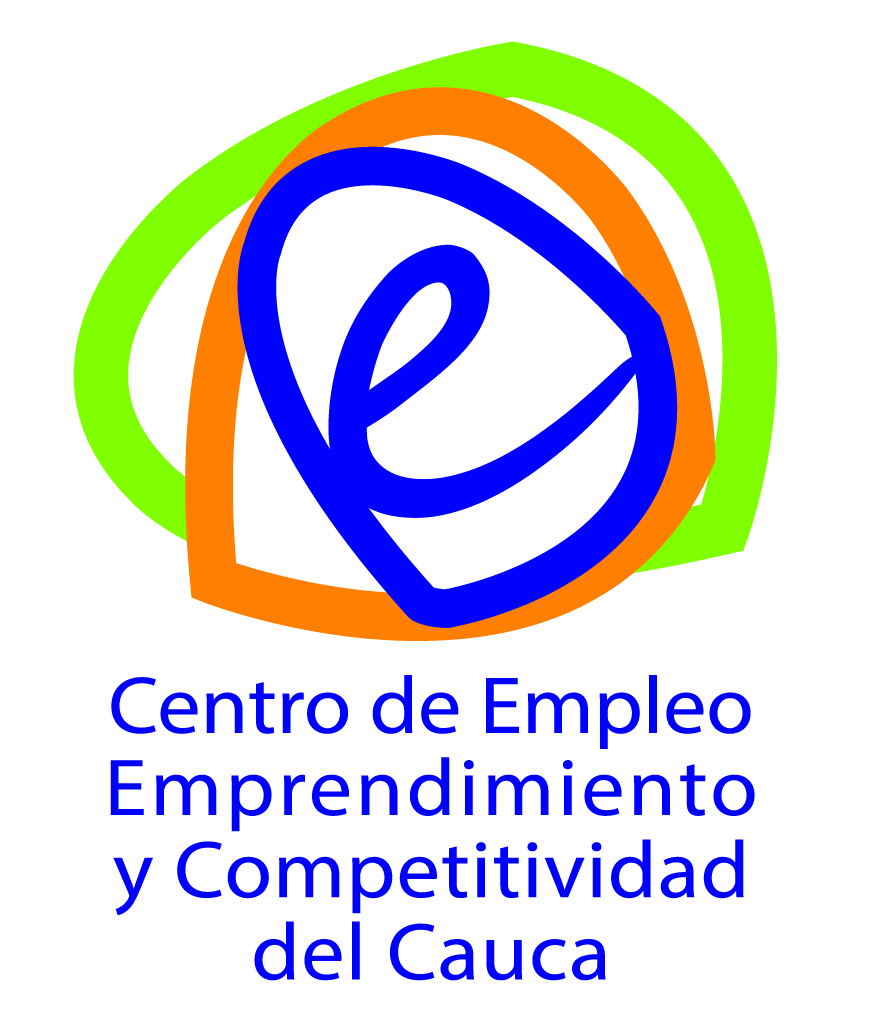 e
Centro de Empleo
Emprendimiento
y Competitividad
del Cauca